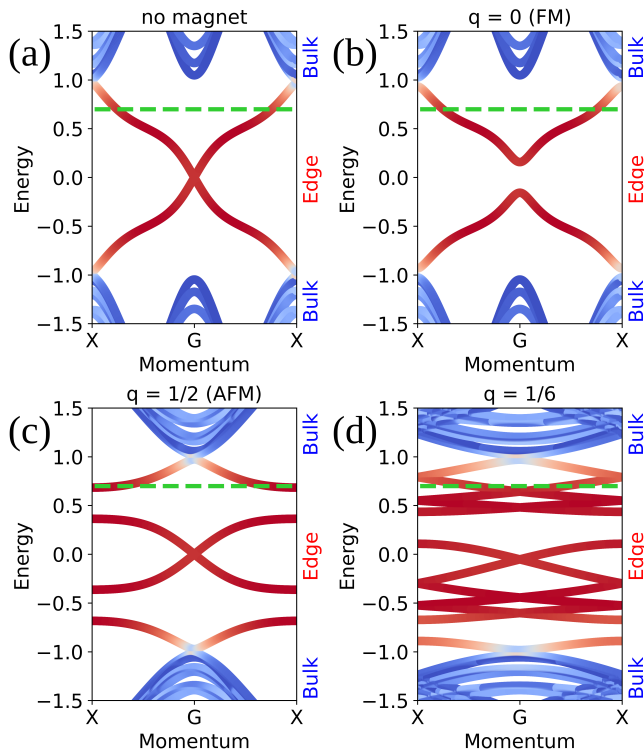 (a)
no magnet
1.5
1.0
0.5
0.0
−0.5
−1.0
−1.5
Energy
X
G
X
Momentum
Bulk
Edge
Bulk
(b)
q = 0 (FM)
1.5
1.0
0.5
0.0
−0.5
−1.0
−1.5
Energy
X
G
X
Momentum
Bulk
Edge
Bulk
(c)
q = 1/2 (AFM)
1.5
1.0
0.5
0.0
−0.5
−1.0
−1.5
Energy
X
G
X
Momentum
Bulk
Edge
Bulk
(d)
q = 1/6
1.5
1.0
0.5
0.0
−0.5
−1.0
−1.5
Energy
X
G
X
Momentum
Bulk
Edge
Bulk